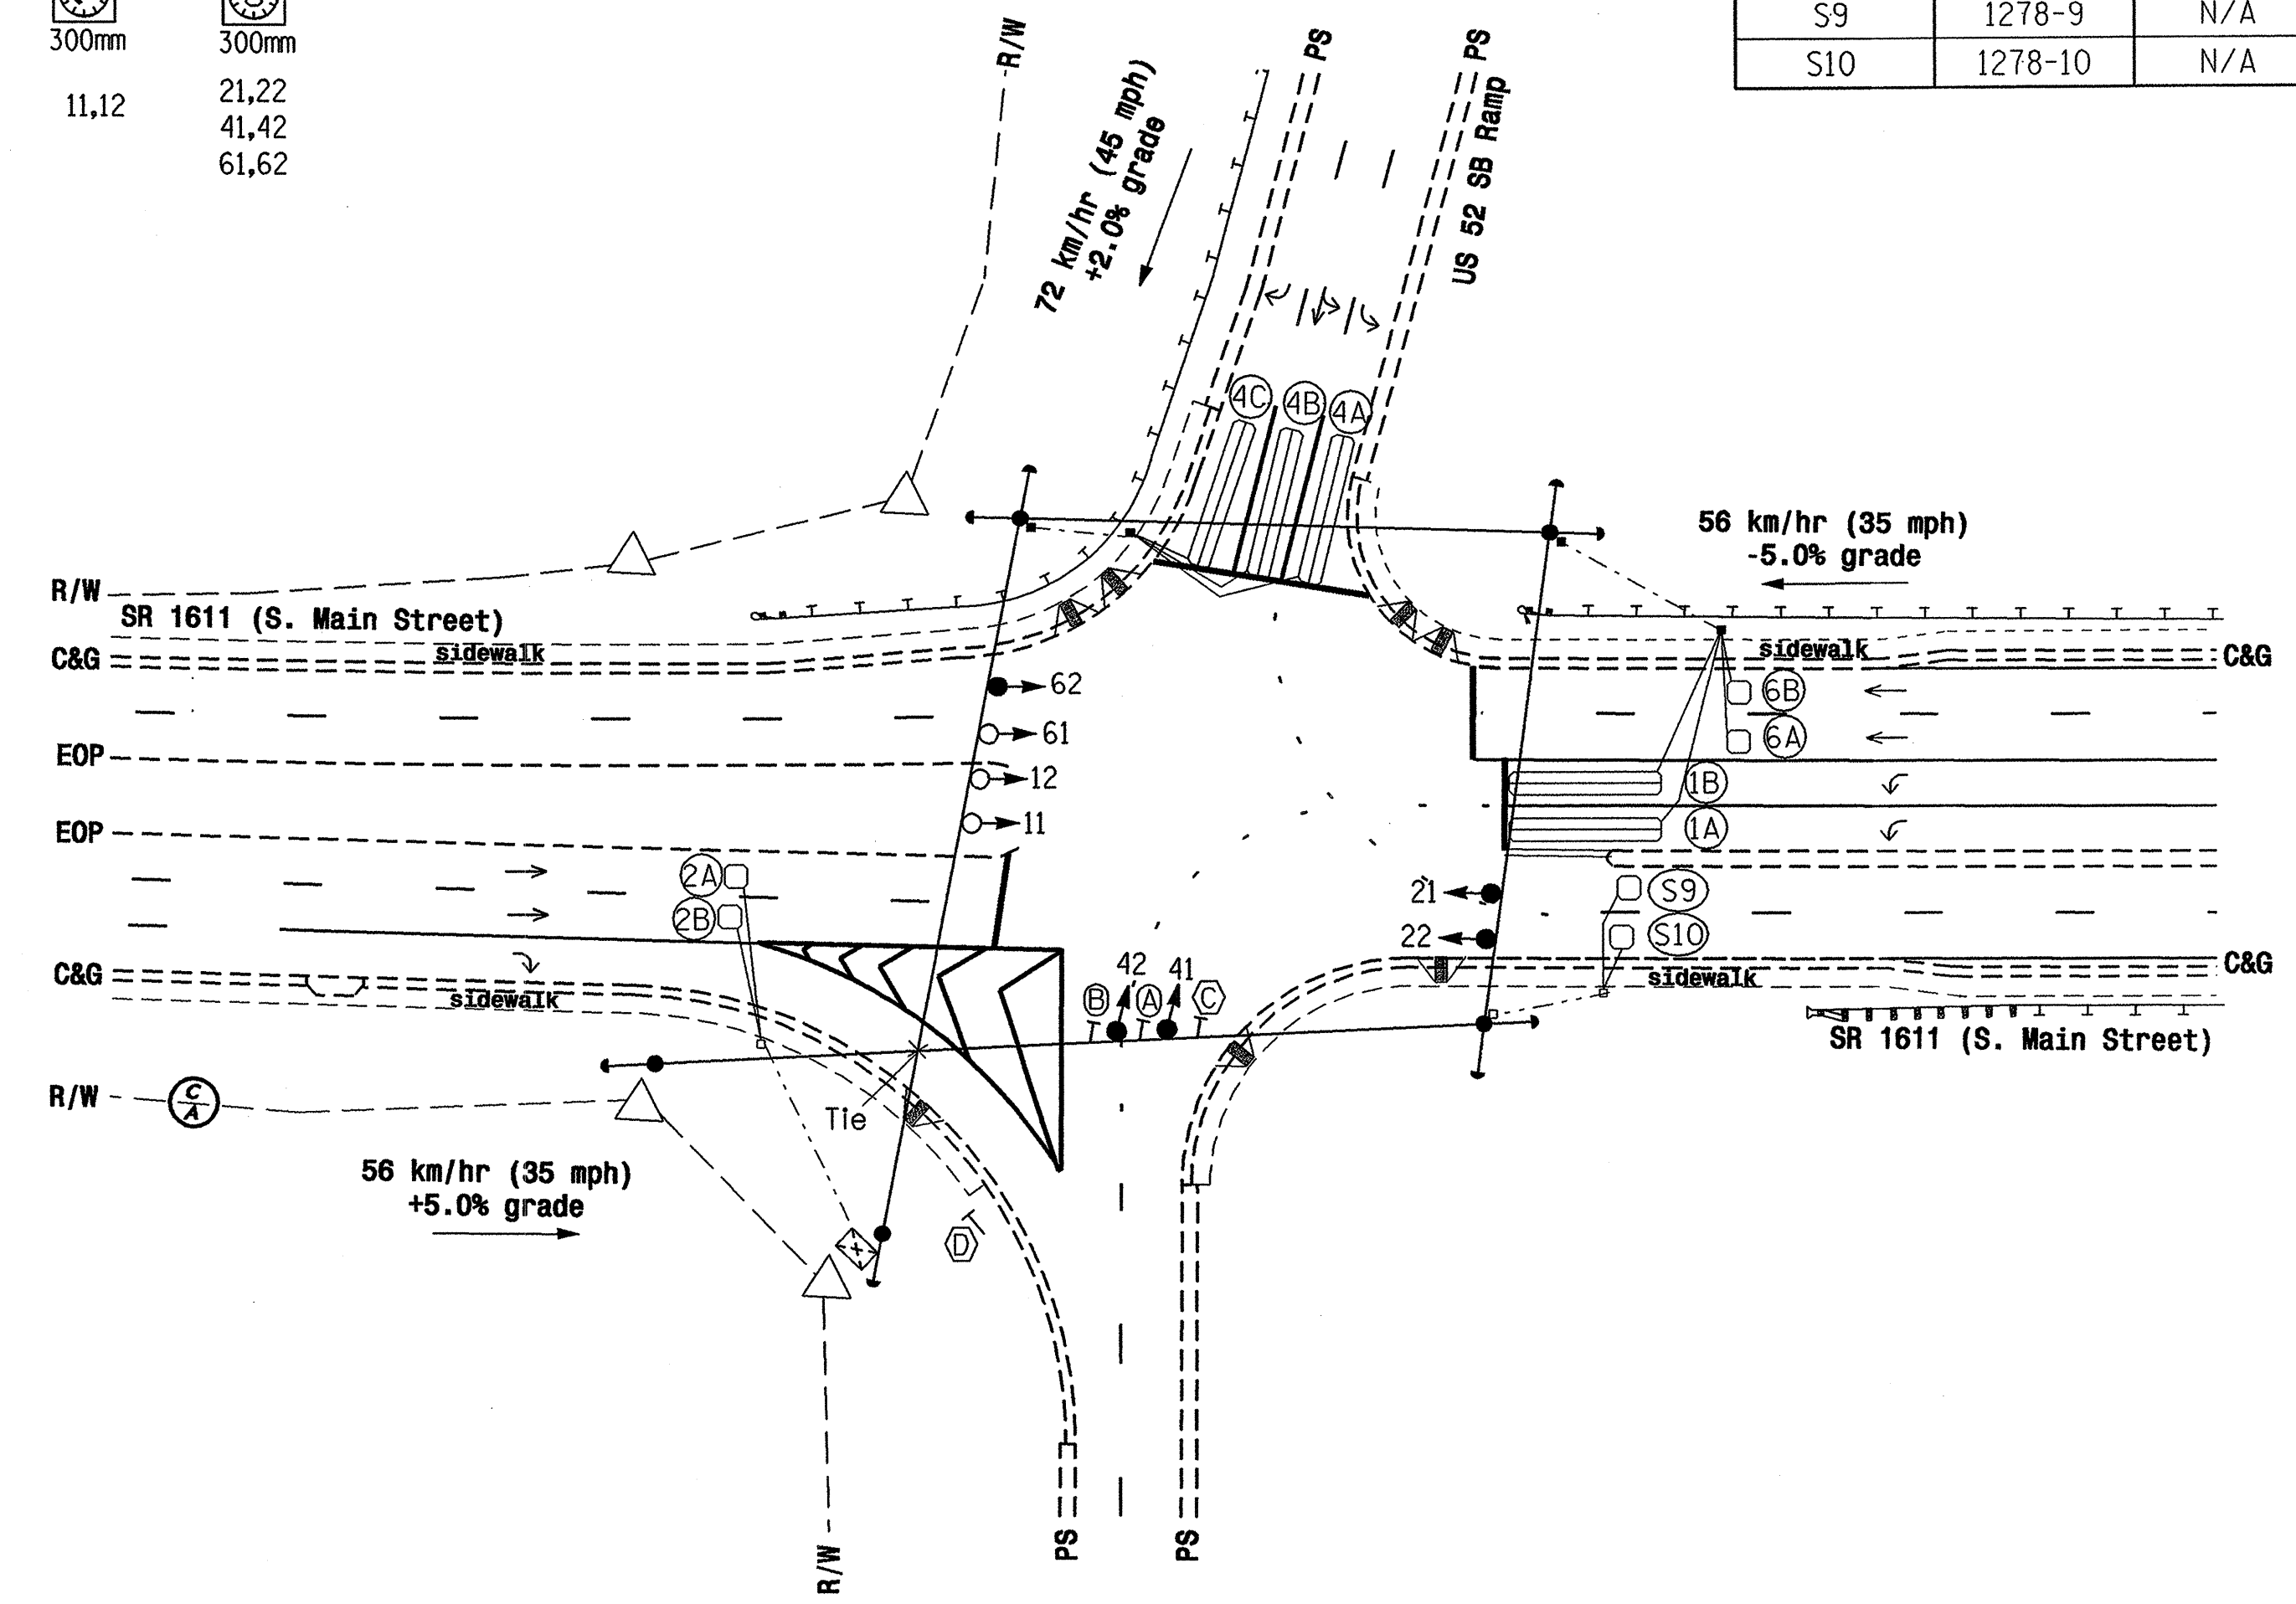 300mm
11,12
300mm
21,22
41,42
61,62
S9 1278-9 N/A
S10 1278-10 N/A
R/W
72 km/hr (45 mph)
+2.0% grade
PS
PS
US 52 SB Ramp
4C
4B
4A
56 km/hr (35 mph)
-5.0% grade
R/W
SR 1611 (S. Main Street)
C&G
sidewalk
sidewalk
C&G
62
6B
61
6A
EOP
12
1B
EOP
11
1A
2A
21
S9
2B
22
S10
C&G
sidewalk
42
41
B
A
C
sidewalk
C&G
SR 1611 (S. Main Street)
R/W
C
A
Tie
56 km/hr (35 mph)
+5.0% grade
D
R/W
PS
PS